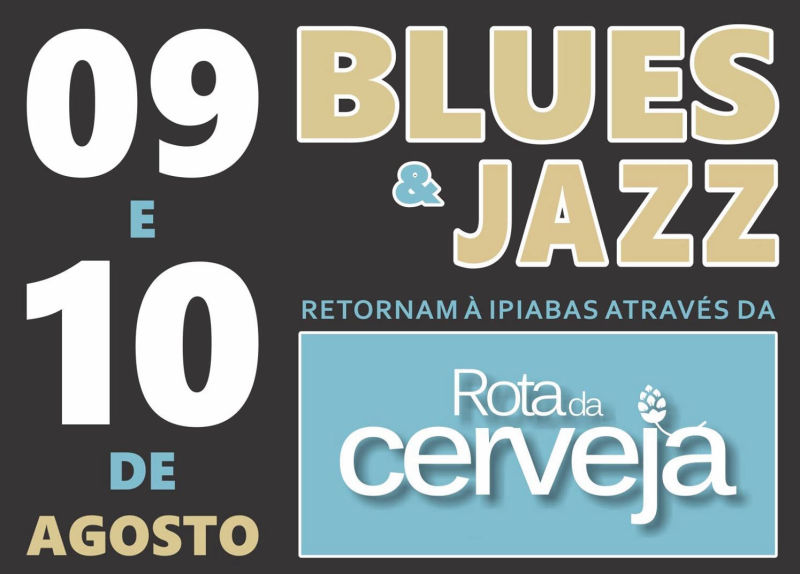 09
E
10
DE
AGOSTO
BLUES
& JAZZ
RETORNAM À IPIABAS ATRAVÉS DA
Rota da
cerveja